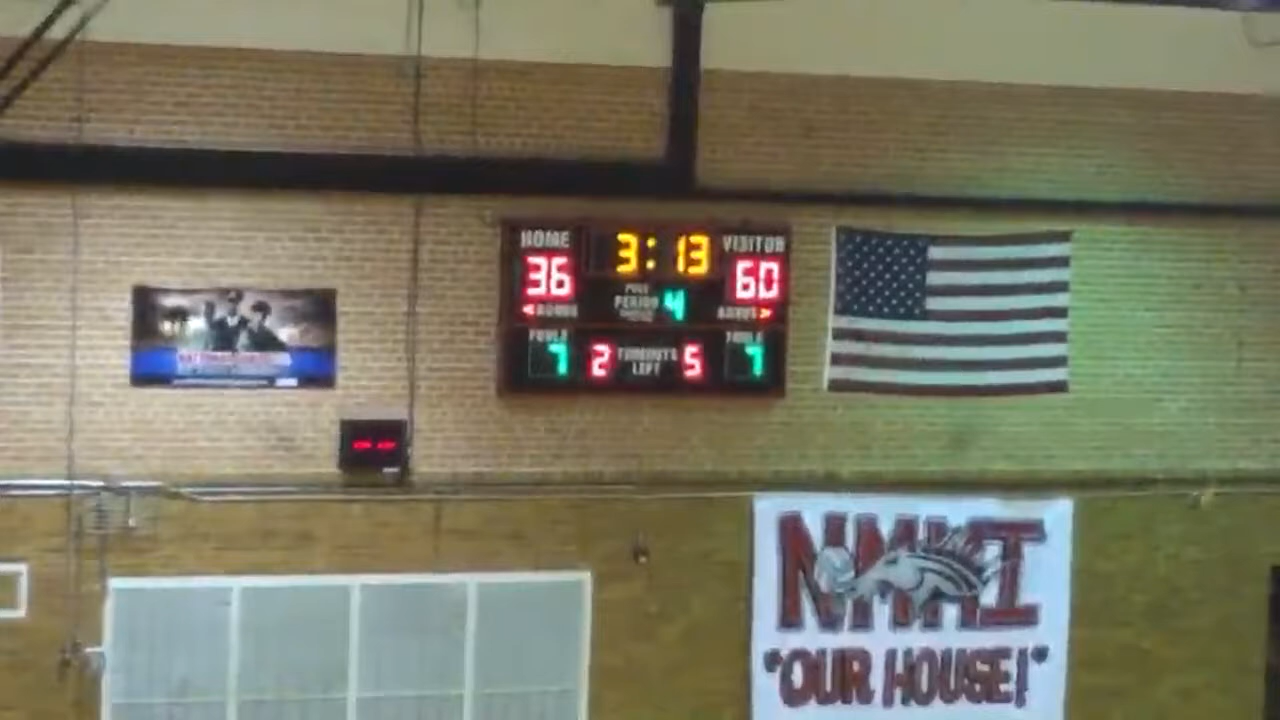 HOME 3:13 VISITOR
36 60
PERIOD 4
BONUS BONUS
FOULS FOULS
7 2 TIMEOUTS 5 7
LEFT
NMMI
"OUR HOUSE!"